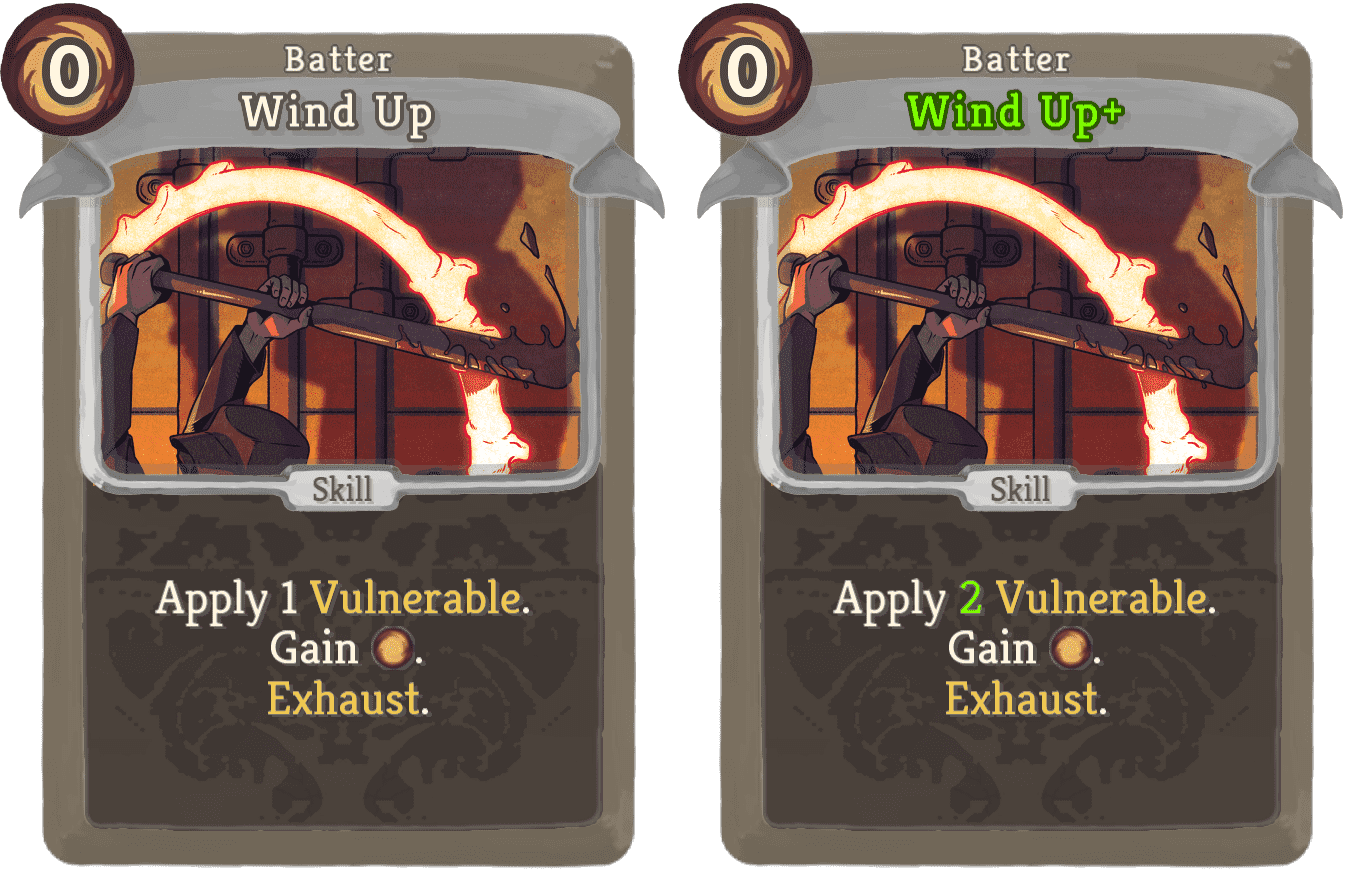 0
Batter
Wind Up
Skill
Apply 1 Vulnerable.
Gain .
Exhaust.
0
Batter
Wind Up+
Skill
Apply 2 Vulnerable.
Gain .
Exhaust.